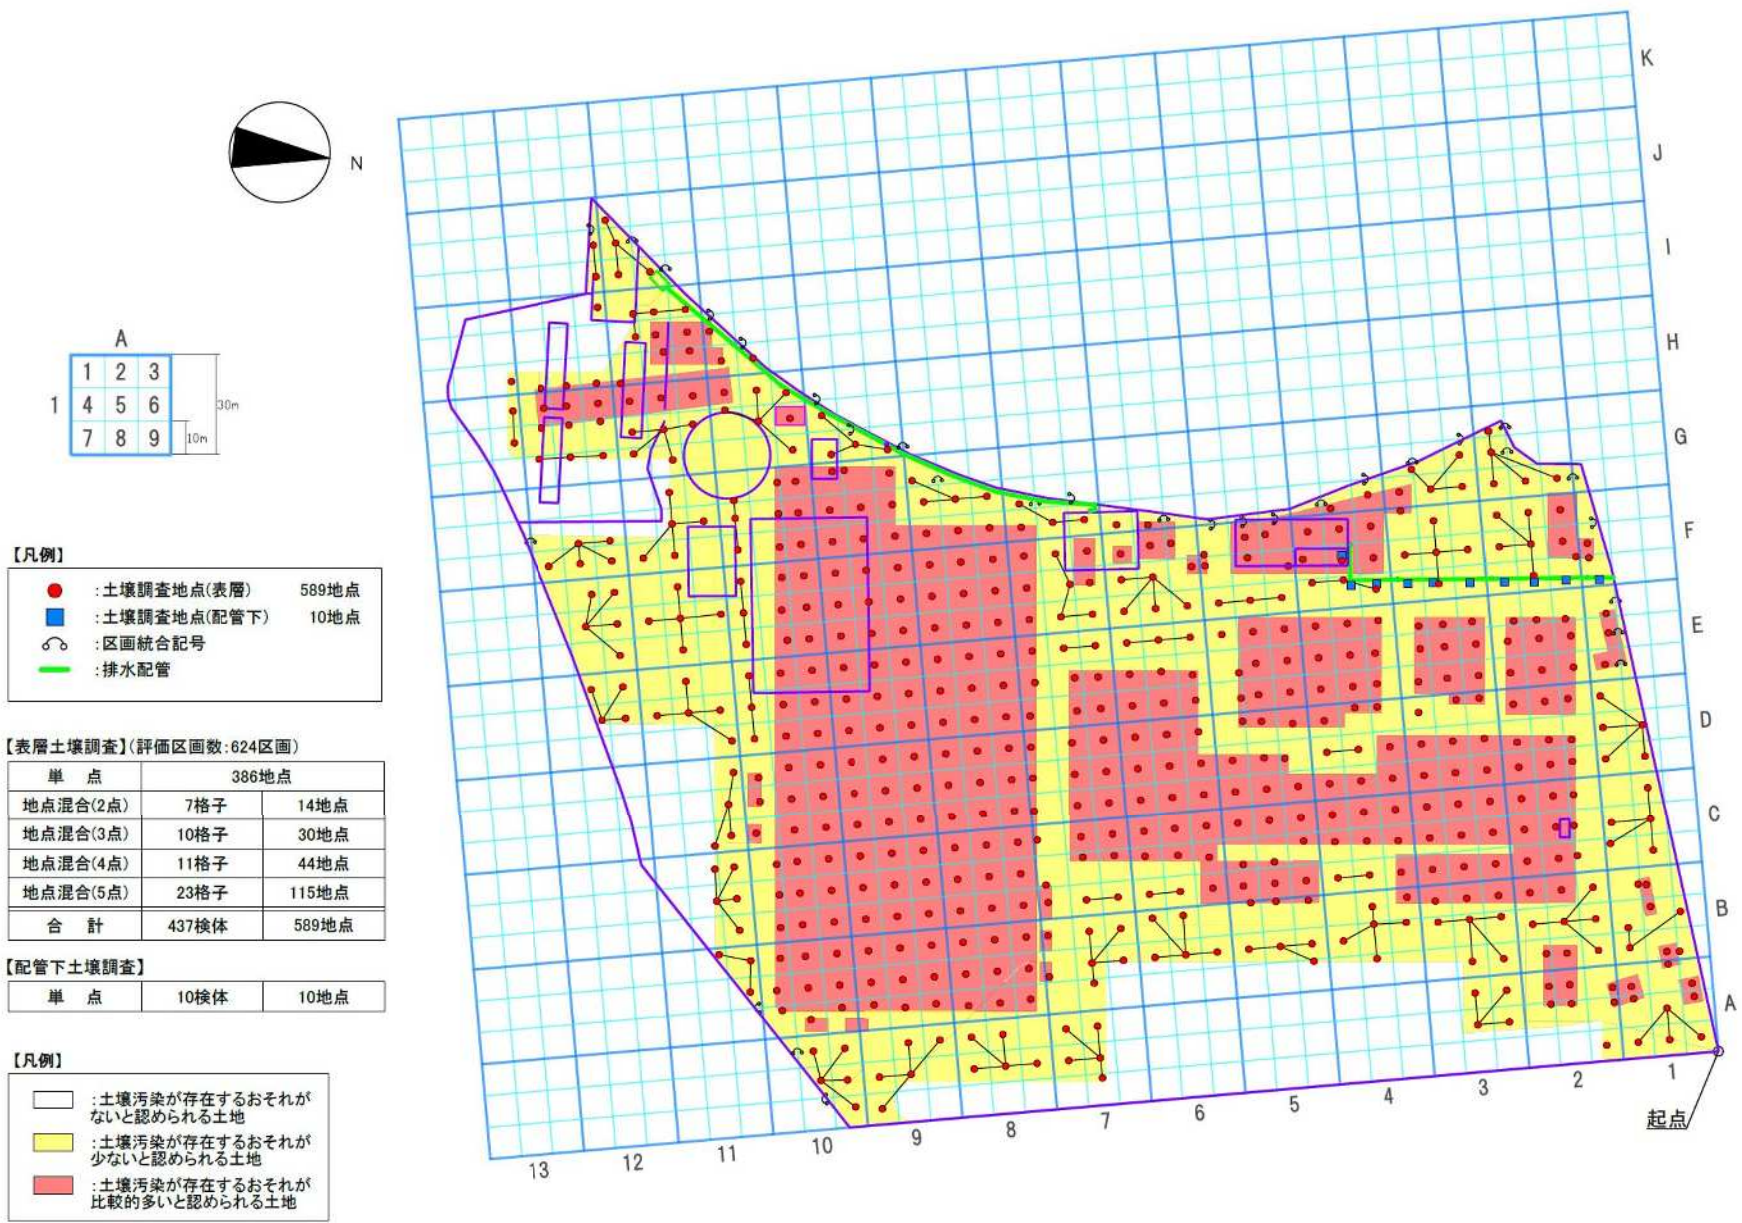 N
K
J
I
H
G
F
E
D
C
B
A
A
1 2 3
1 4 5 6
7 8 9
30m
10m
【凡例】
:土壌調査地点(表層) 589地点
:土壌調査地点(配管下) 10地点
:区画統合記号
:排水配管
【表層土壌調査】(評価区画数:624区画)
単 点 386地点
地点混合(2点) 7格子 14地点
地点混合(3点) 10格子 30地点
地点混合(4点) 11格子 44地点
地点混合(5点) 23格子 115地点
合 計 437検体 589地点
【配管下土壌調査】
単 点 10検体 10地点
【凡例】
:土壌汚染が存在するおそれが
ないと認められる土地
:土壌汚染が存在するおそれが
少ないと認められる土地
:土壌汚染が存在するおそれが
比較的多いと認められる土地
13 12 11 10 9 8 7 6 5 4 3 2 1
起点